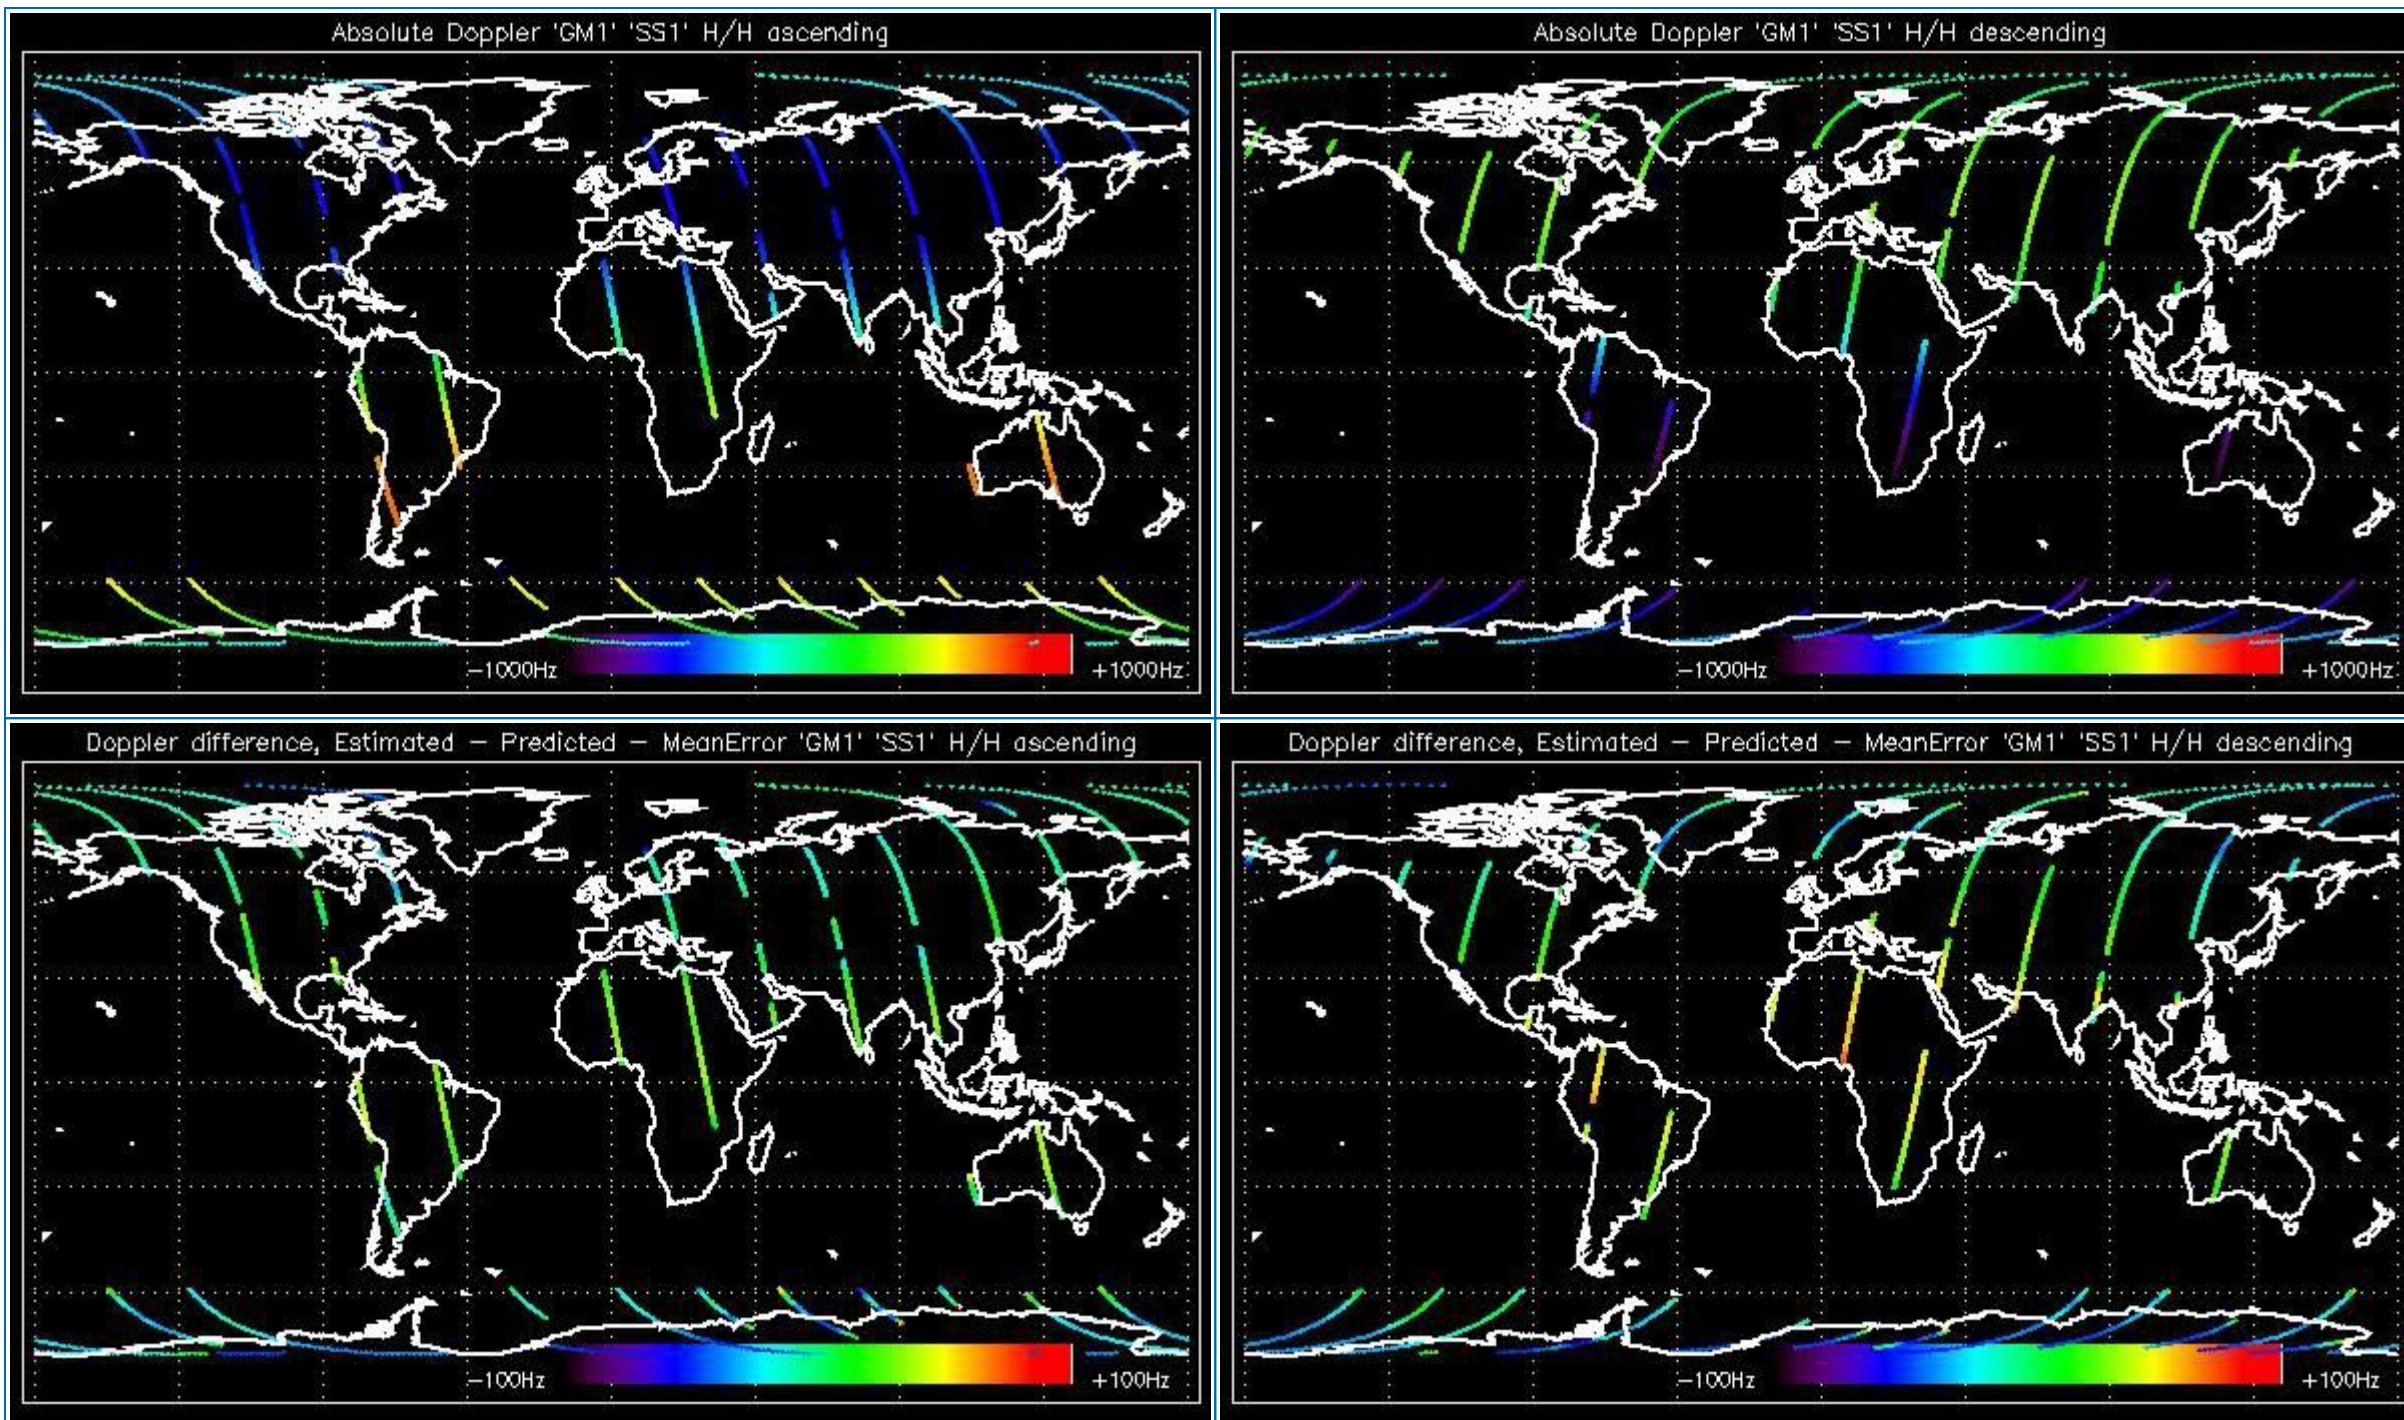 Absolute Doppler 'GM1' 'SS1' H/H ascending
-1000Hz
+1000Hz
Absolute Doppler 'GM1' 'SS1' H/H descending
-1000Hz
+1000Hz
Doppler difference, Estimated - Predicted - MeanError 'GM1' 'SS1' H/H ascending
-100Hz
+100Hz
Doppler difference, Estimated - Predicted - MeanError 'GM1' 'SS1' H/H descending
-100Hz
+100Hz